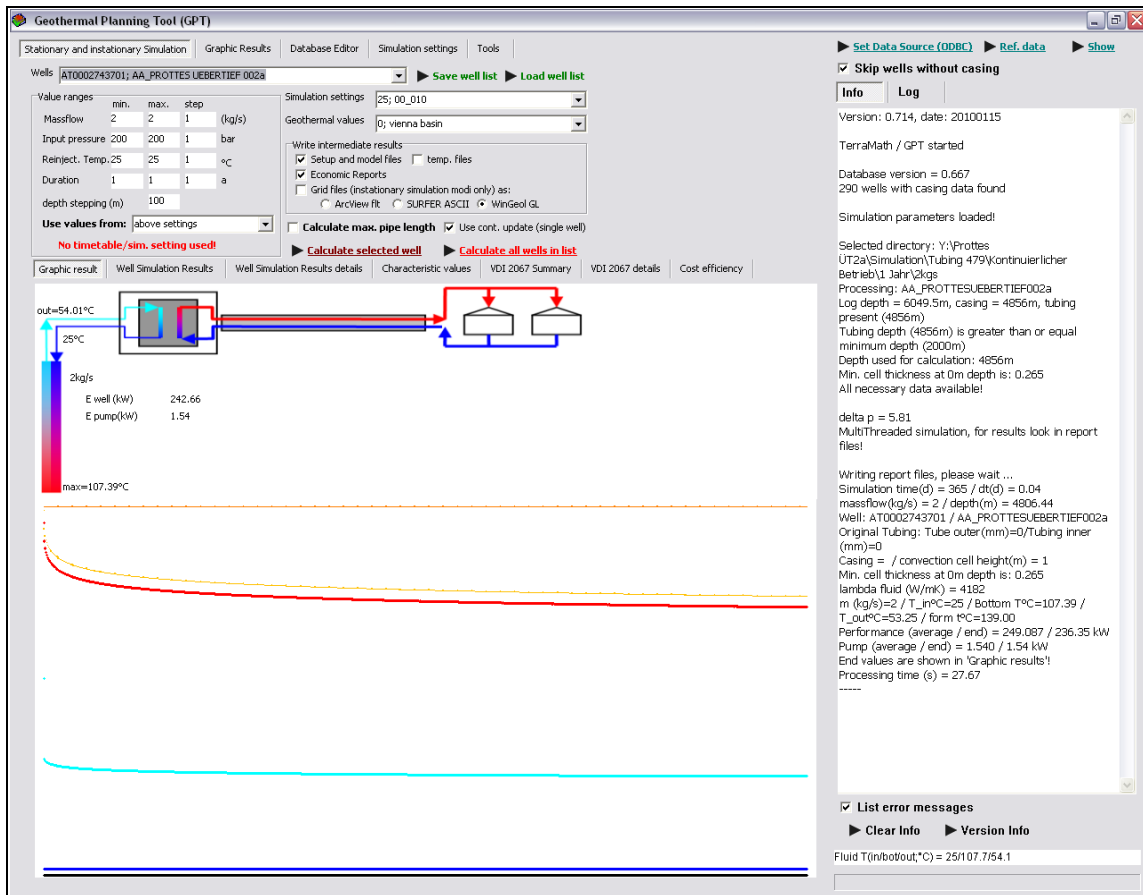 Geothermal Planning Tool (GPT)
Stationary and instationary Simulation
Graphic Results
Database Editor
Simulation settings
Tools
Wells
AT0002743701; AA_PROTTES UEBERTIEF 002a
Save well list
Load well list
Value ranges
min.
max.
step
Massflow
2
2
1
(kg/s)
Input pressure
200
200
1
bar
Reinject. Temp.
25
25
1
°C
Duration
1
1
1
a
depth stepping (m)
100
Use values from:
above settings
No timetable/sim. setting used!
Simulation settings
25; 00_010
Geothermal values
0; vienna basin
Write intermediate results
Setup and model files
temp. files
Economic Reports
Grid files (instationary simulation modi only) as:
ArcView flt
SURFER ASCII
WinGeol GL
Calculate max. pipe length
Use cont. update (single well)
Calculate selected well
Calculate all wells in list
Graphic result
Well Simulation Results
Well Simulation Results details
Characteristic values
VDI 2067 Summary
VDI 2067 details
Cost efficiency
out=54.01°C
25°C
2kg/s
E well (kW)
242.66
E pump(kW)
1.54
max=107.39°C
Set Data Source (ODBC)
Ref. data
Show
Skip wells without casing
Info
Log
Version: 0.714, date: 20100115
TerraMath / GPT started
Database version = 0.667
290 wells with casing data found
Simulation parameters loaded!
Selected directory: Y:\Prottes
ÜT2a\Simulation\Tubing 479\Kontinuierlicher
Betrieb\1 Jahr\2kgs
Processing: AA_PROTTESUEBERTIEF002a
Log depth = 6049.5m, casing = 4856m, tubing
present (4856m)
Tubing depth (4856m) is greater than or equal
minimum depth (2000m)
Depth used for calculation: 4856m
Min. cell thickness at 0m depth is: 0.265
All necessary data available!
delta p = 5.81
MultiThreaded simulation, for results look in report
files!
Writing report files, please wait ...
Simulation time(d) = 365 / dt(d) = 0.04
massflow(kg/s) = 2 / depth(m) = 4806.44
Well: AT0002743701 / AA_PROTTESUEBERTIEF002a
Original Tubing: Tube outer(mm)=0/Tubing inner
(mm)=0
Casing =  / convection cell height(m) = 1
Min. cell thickness at 0m depth is: 0.265
lambda fluid (W/mK) = 4182
m (kg/s)=2 / T_in°C=25 / Bottom T°C=107.39 /
T_out°C=53.25 / form t°C=139.00
Performance (average / end) = 249.087 / 236.35 kW
Pump (average / end) = 1.540 / 1.54 kW
End values are shown in 'Graphic results'!
Processing time (s) = 27.67
-----
List error messages
Clear Info
Version Info
Fluid T(in/bot/out;°C) = 25/107.7/54.1